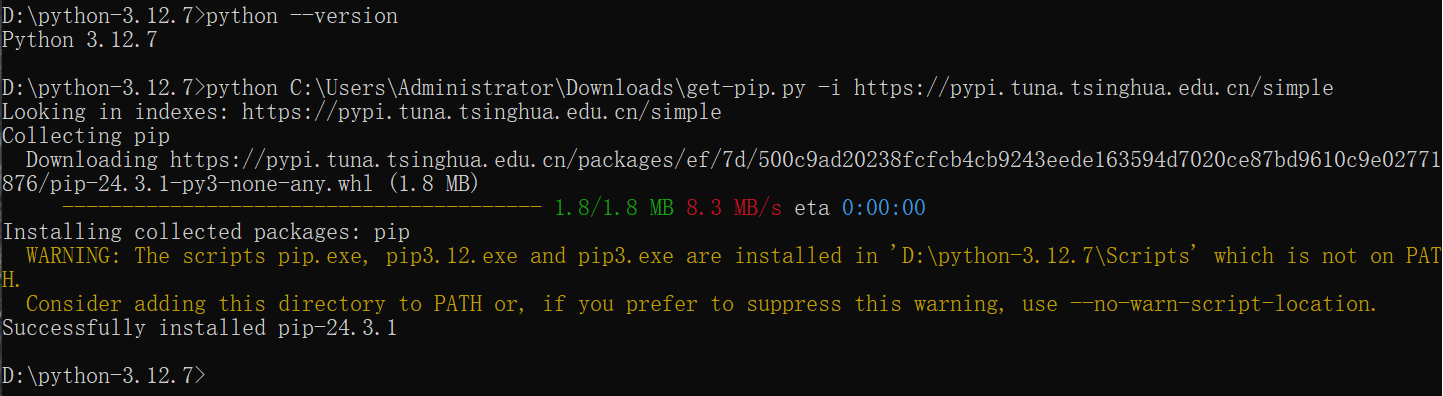 D:\python-3.12.7>python --version
Python 3.12.7
D:\python-3.12.7>python C:\Users\Administrator\Downloads\get-pip.py -i https://pypi.tuna.tsinghua.edu.cn/simple
Looking in indexes: https://pypi.tuna.tsinghua.edu.cn/simple
Collecting pip
  Downloading https://pypi.tuna.tsinghua.edu.cn/packages/ef/7d/500c9ad20238fcfcb4cb9243eede163594d7020ce87bd9610c9e02771
876/pip-24.3.1-py3-none-any.whl (1.8 MB)
     ---------------------------------------- 1.8/1.8 MB 8.3 MB/s eta 0:00:00
Installing collected packages: pip
  WARNING: The scripts pip.exe, pip3.12.exe and pip3.exe are installed in 'D:\python-3.12.7\Scripts' which is not on PAT
H.
  Consider adding this directory to PATH or, if you prefer to suppress this warning, use --no-warn-script-location.
Successfully installed pip-24.3.1
D:\python-3.12.7>